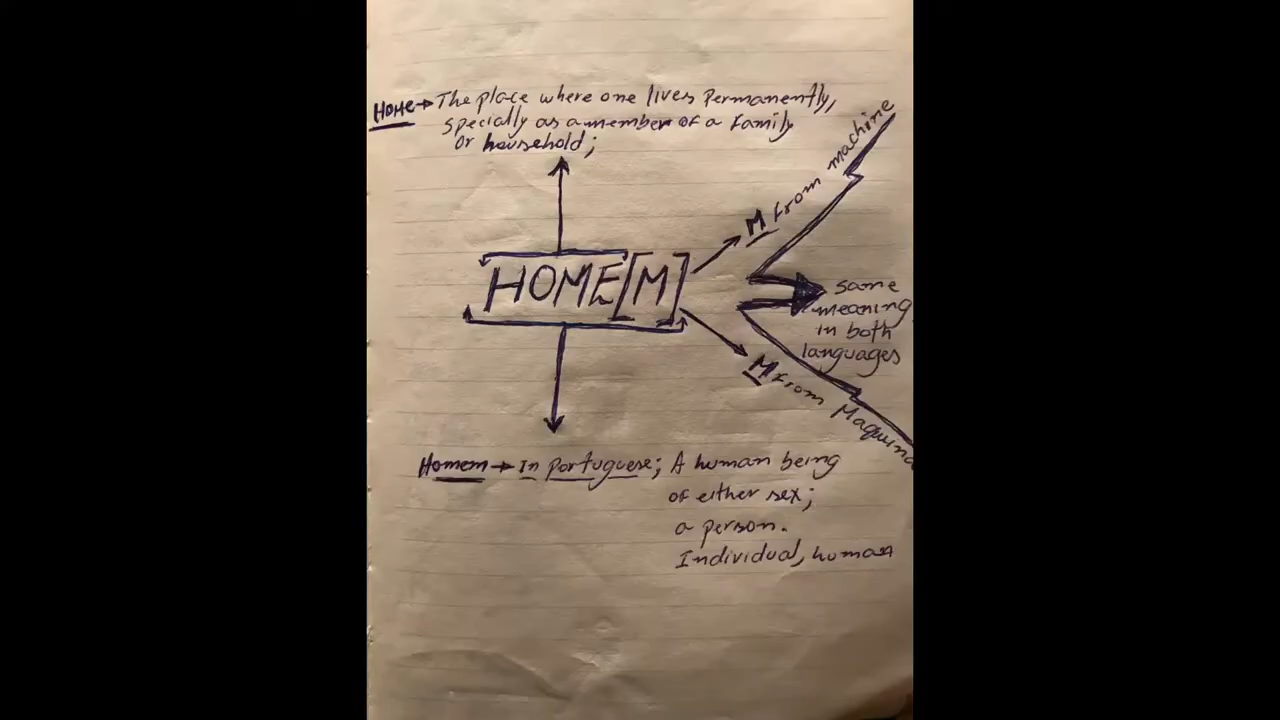 Home → The place where one lives Permanently,
specially as a member of a family
or household;
M from machine
HOME[M]
same
meaning
in both
languages
M from Maquina
Homem → In portuguese; A human being
of either sex;
a person.
Individual, human